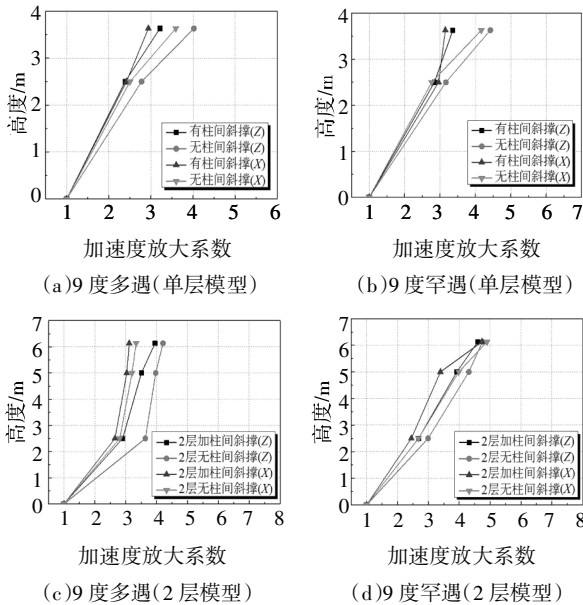 4
3
2
1
0
高度/m
有柱间斜撑(Z)
无柱间斜撑(Z)
有柱间斜撑(X)
无柱间斜撑(X)
1 2 3 4 5 6
加速度放大系数
(a)9 度多遇(单层模型)
4
3
2
1
0
高度/m
有柱间斜撑(Z)
无柱间斜撑(Z)
有柱间斜撑(X)
无柱间斜撑(X)
1 2 3 4 5 6 7
加速度放大系数
(b)9 度罕遇(单层模型)
7
6
5
4
3
2
1
0
高度/m
2层加柱间斜撑(Z)
2层无柱间斜撑(Z)
2层加柱间斜撑(X)
2层无柱间斜撑(X)
1 2 3 4 5 6 7 8
加速度放大系数
(c)9 度多遇(2 层模型)
7
6
5
4
3
2
1
0
高度/m
2层加柱间斜撑(Z)
2层无柱间斜撑(Z)
2层加柱间斜撑(X)
2层无柱间斜撑(X)
1 2 3 4 5 6 7 8
加速度放大系数
(d)9 度罕遇(2 层模型)